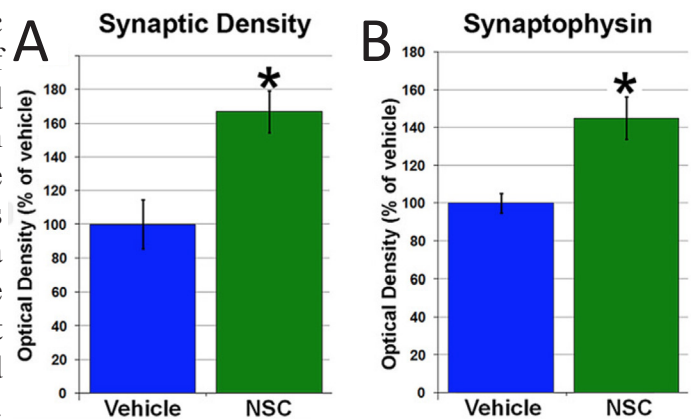 A
Synaptic Density
Optical Density (% of vehicle)
180
160
140
120
100
80
60
40
20
0
*
Vehicle
NSC
B
Synaptophysin
Optical Density (% of vehicle)
180
160
140
120
100
80
60
40
20
0
*
Vehicle
NSC